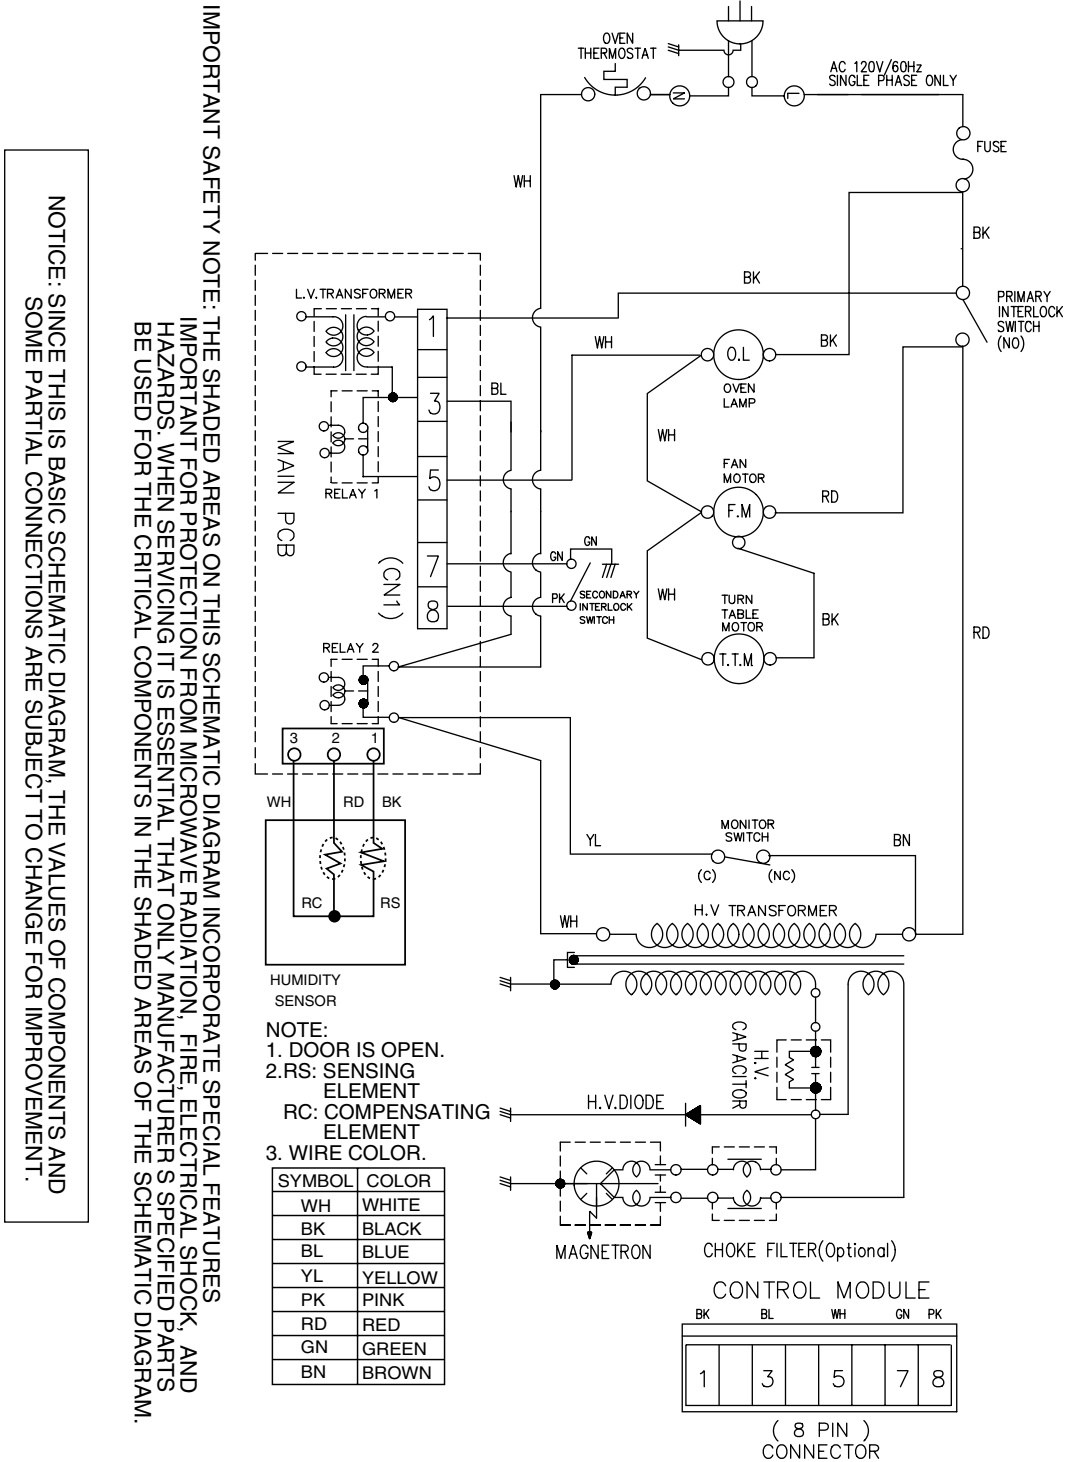 NOTICE: SINCE THIS IS BASIC SCHEMATIC DIAGRAM, THE VALUES OF COMPONENTS AND
SOME PARTIAL CONNECTIONS ARE SUBJECT TO CHANGE FOR IMPROVEMENT.
IMPORTANT SAFETY NOTE: THE SHADED AREAS ON THIS SCHEMATIC DIAGRAM INCORPORATE SPECIAL FEATURES
IMPORTANT FOR PROTECTION FROM MICROWAVE RADIATION, FIRE, ELECTRICAL SHOCK, AND
HAZARDS. WHEN SERVICING IT IS ESSENTIAL THAT ONLY MANUFACTURER S SPECIFIED PARTS
BE USED FOR THE CRITICAL COMPONENTS IN THE SHADED AREAS OF THE SCHEMATIC DIAGRAM.
OVEN
THERMOSTAT
N
L
AC 120V/60Hz
SINGLE PHASE ONLY
FUSE
WH
BK
BK
PRIMARY
INTERLOCK
SWITCH
(NO)
L.V.TRANSFORMER
1
WH
O.L
BK
OVEN
LAMP
3
BL
WH
MAIN PCB
RELAY 1
5
FAN
MOTOR
F.M
RD
(CN1)
7
GN
GN
8
PK
SECONDARY
INTERLOCK
SWITCH
WH
TURN
TABLE
MOTOR
T.T.M
BK
RD
RELAY 2
3 2 1
WH RD BK
RC RS
HUMIDITY
SENSOR
YL
MONITOR
SWITCH
(C) (NC)
BN
WH
H.V TRANSFORMER
H.V.
CAPACITOR
H.V.DIODE
MAGNETRON
CHOKE FILTER(Optional)
NOTE:
1. DOOR IS OPEN.
2.RS: SENSING
ELEMENT
RC: COMPENSATING
ELEMENT
3. WIRE COLOR.
SYMBOL COLOR
WH WHITE
BK BLACK
BL BLUE
YL YELLOW
PK PINK
RD RED
GN GREEN
BN BROWN
CONTROL MODULE
BK BL WH GN PK
1 3 5 7 8
( 8 PIN )
CONNECTOR